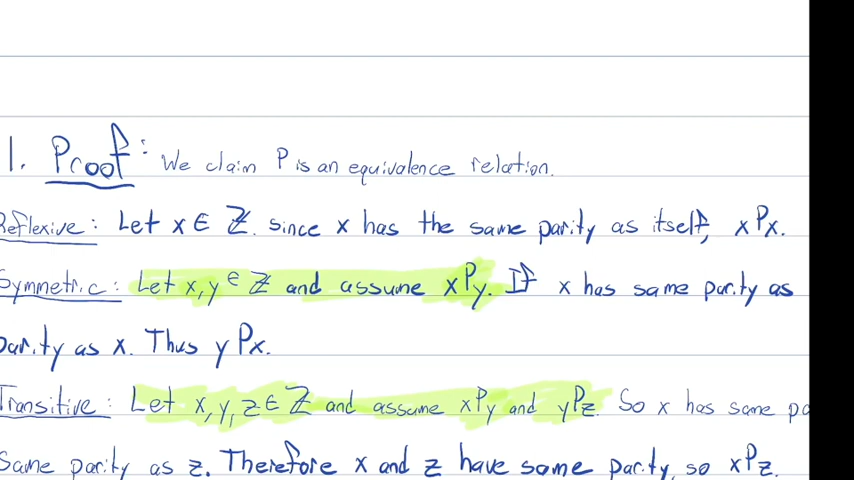 1. Proof: We claim P is an equivalence relation.
Reflexive: Let x ∈ ℤ. since x has the same parity as itself, xPx.
Symmetric: Let x, y ∈ ℤ and assume xPy. If x has same parity as
parity as x. Thus yPx.
Transitive: Let x, y, z ∈ ℤ and assume xPy and yPz. So x has same pa
same parity as z. Therefore x and z have same parity, so xPz.